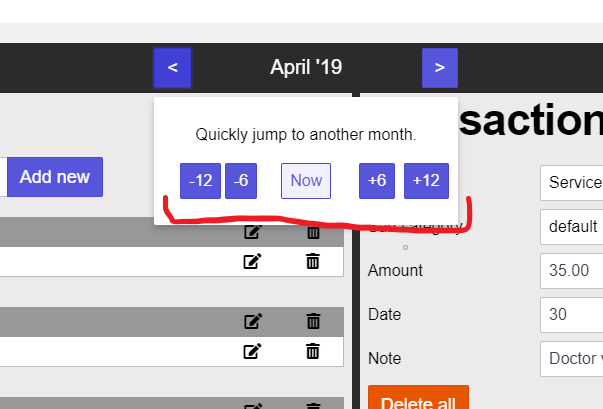 < April '19 >
Quickly jump to another month.
-12 -6 Now +6 +12
saction
Add new
Service
category default
Amount 35.00
Date 30
Note Doctor
Delete all